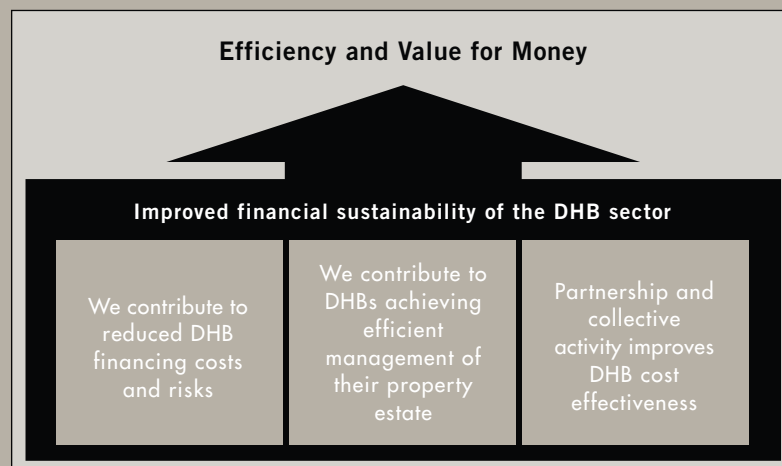 Efficiency and Value for Money
Improved financial sustainability of the DHB sector
We contribute to
reduced DHB
financing costs
and risks
We contribute to
DHBs achieving
efficient
management of
their property
estate
Partnership and
collective
activity improves
DHB cost
effectiveness